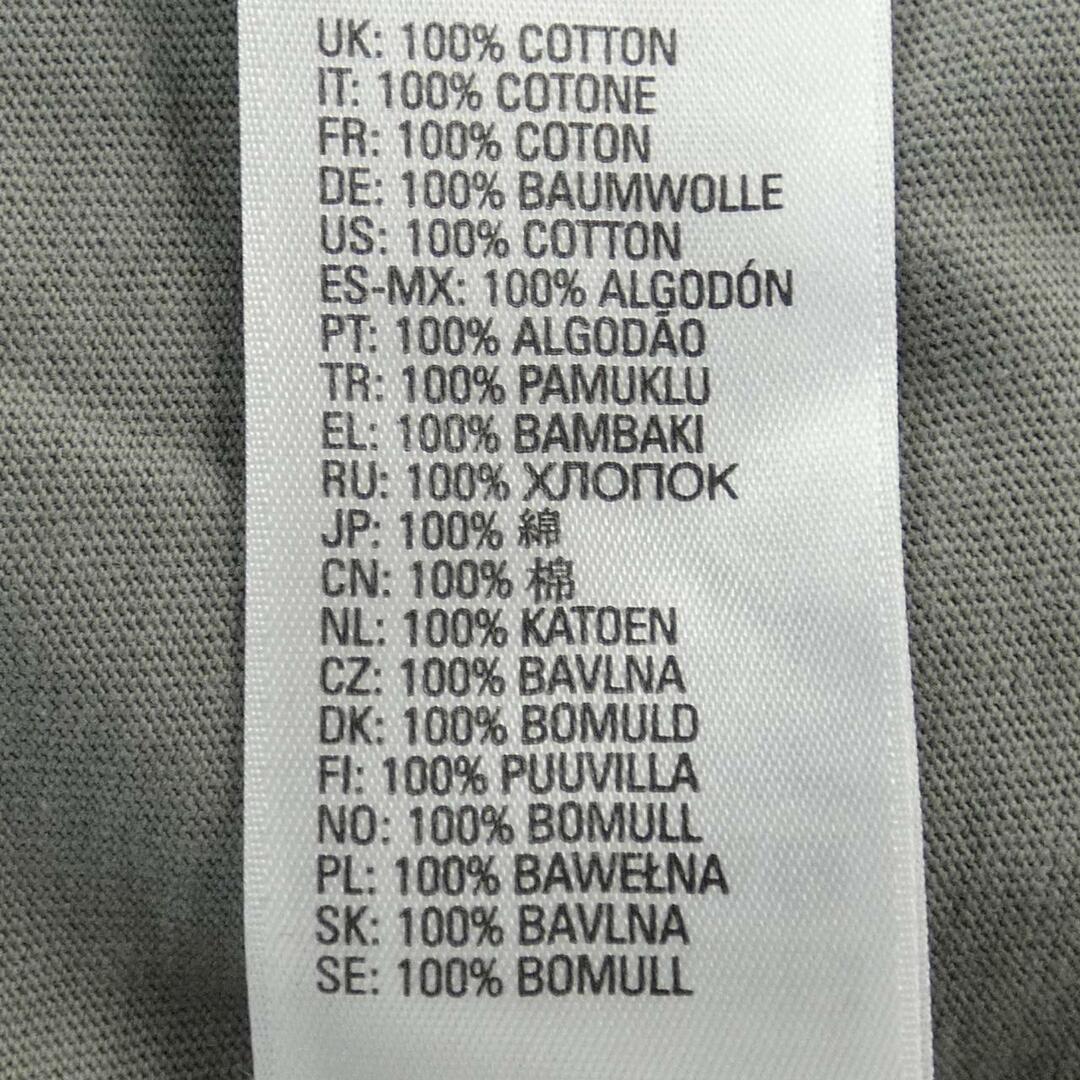 UK: 100% COTTON
IT: 100% COTONE
FR: 100% COTON
DE: 100% BAUMWOLLE
US: 100% COTTON
ES-MX: 100% ALGODÓN
PT: 100% ALGODÃO
TR: 100% PAMUKLU
EL: 100% BAMBAKI
RU: 100% ХЛОПОК
JP: 100% 綿
CN: 100% 棉
NL: 100% KATOEN
CZ: 100% BAVLNA
DK: 100% BOMULD
FI: 100% PUUVILLA
NO: 100% BOMULL
PL: 100% BAWEŁNA
SK: 100% BAVLNA
SE: 100% BOMULL